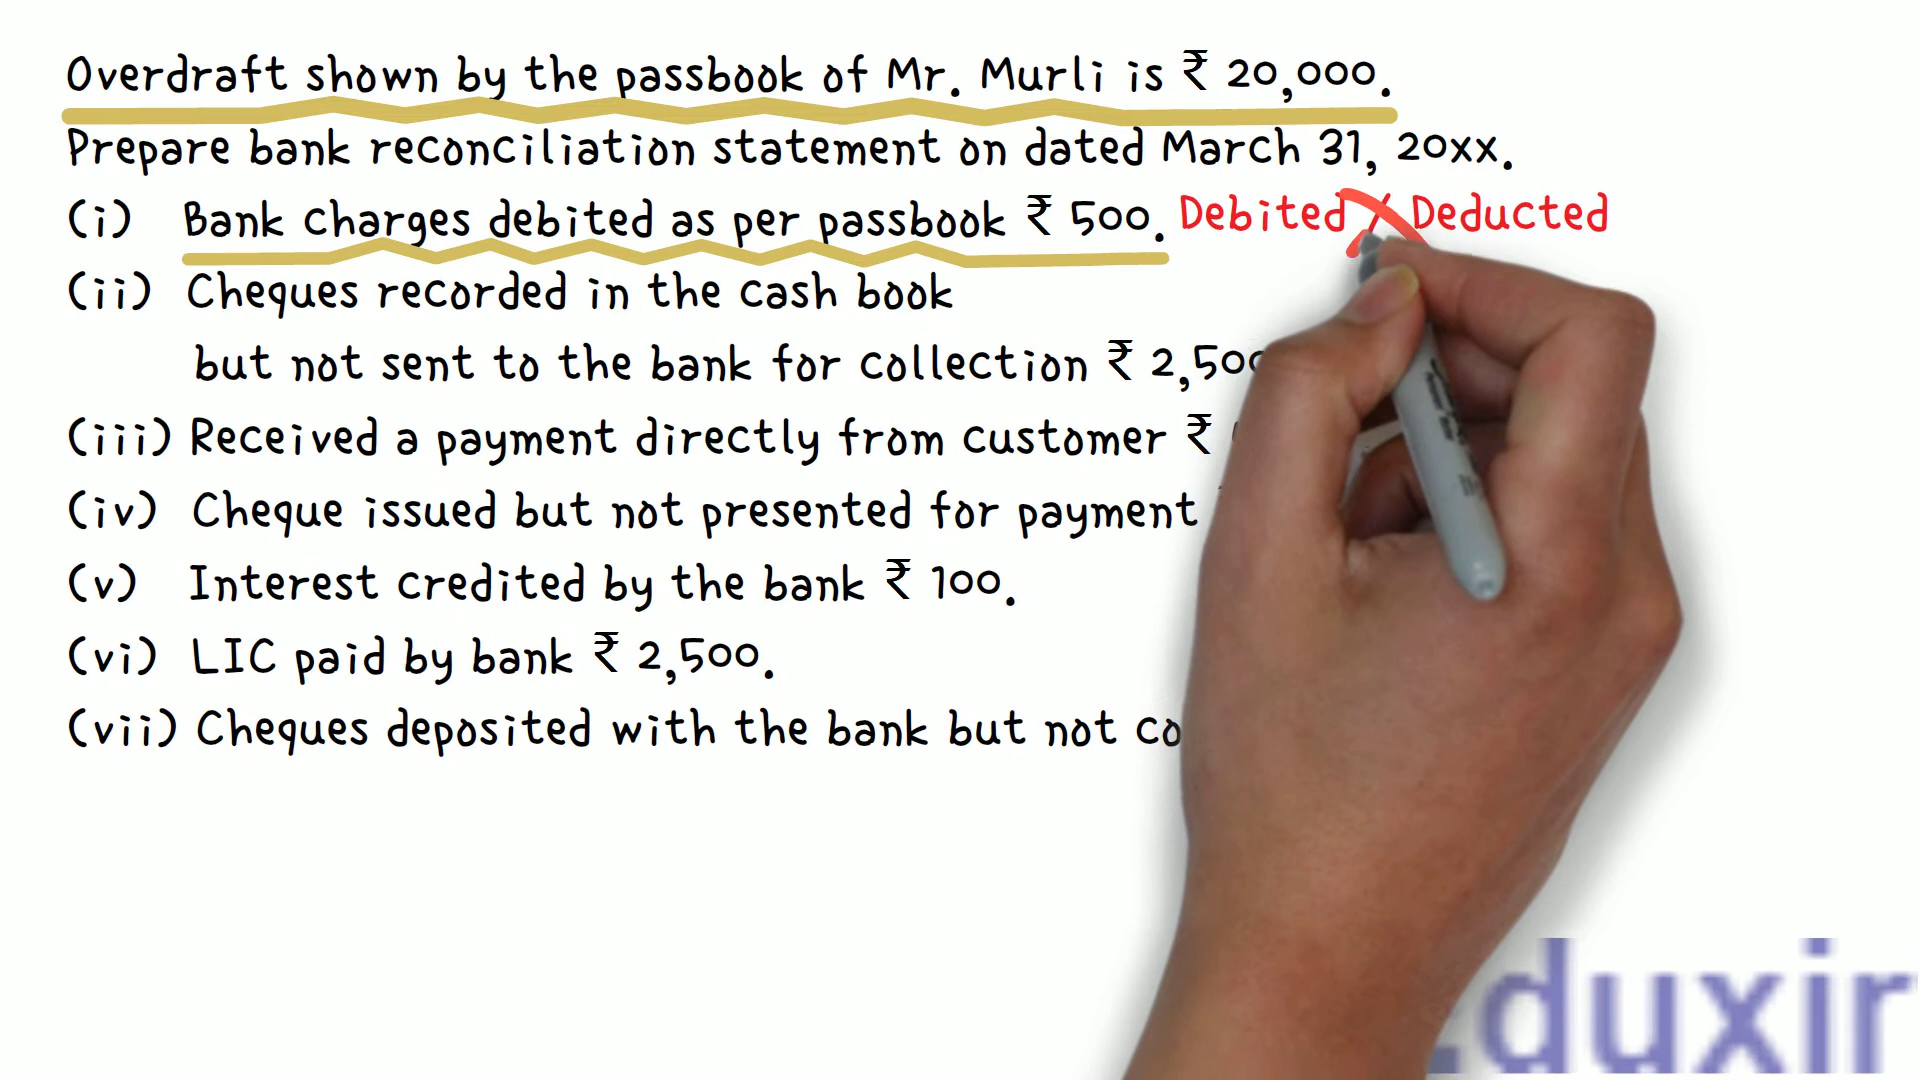 Overdraft shown by the passbook of Mr. Murli is ₹ 20,000.
Prepare bank reconciliation statement on dated March 31, 20xx.
(i) Bank charges debited as per passbook ₹ 500. Debited / Deducted
(ii) Cheques recorded in the cash book
but not sent to the bank for collection ₹
(iii) Received a payment directly from customer ₹
(iv) Cheque issued but not presented for payment
(v) Interest credited by the bank ₹ 100.
(vi) LIC paid by bank ₹ 2,500.
(vii) Cheques deposited with the bank but not